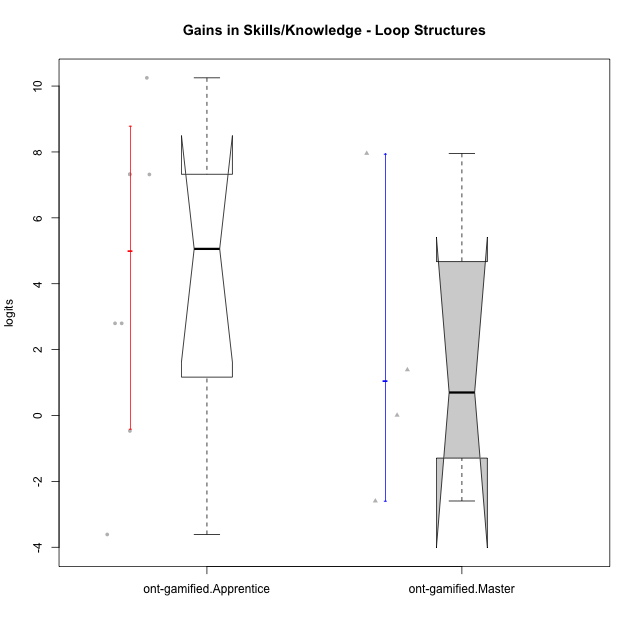 Gains in Skills/Knowledge - Loop Structures
logits
10
8
6
4
2
0
-2
-4
ont-gamified.Apprentice
ont-gamified.Master